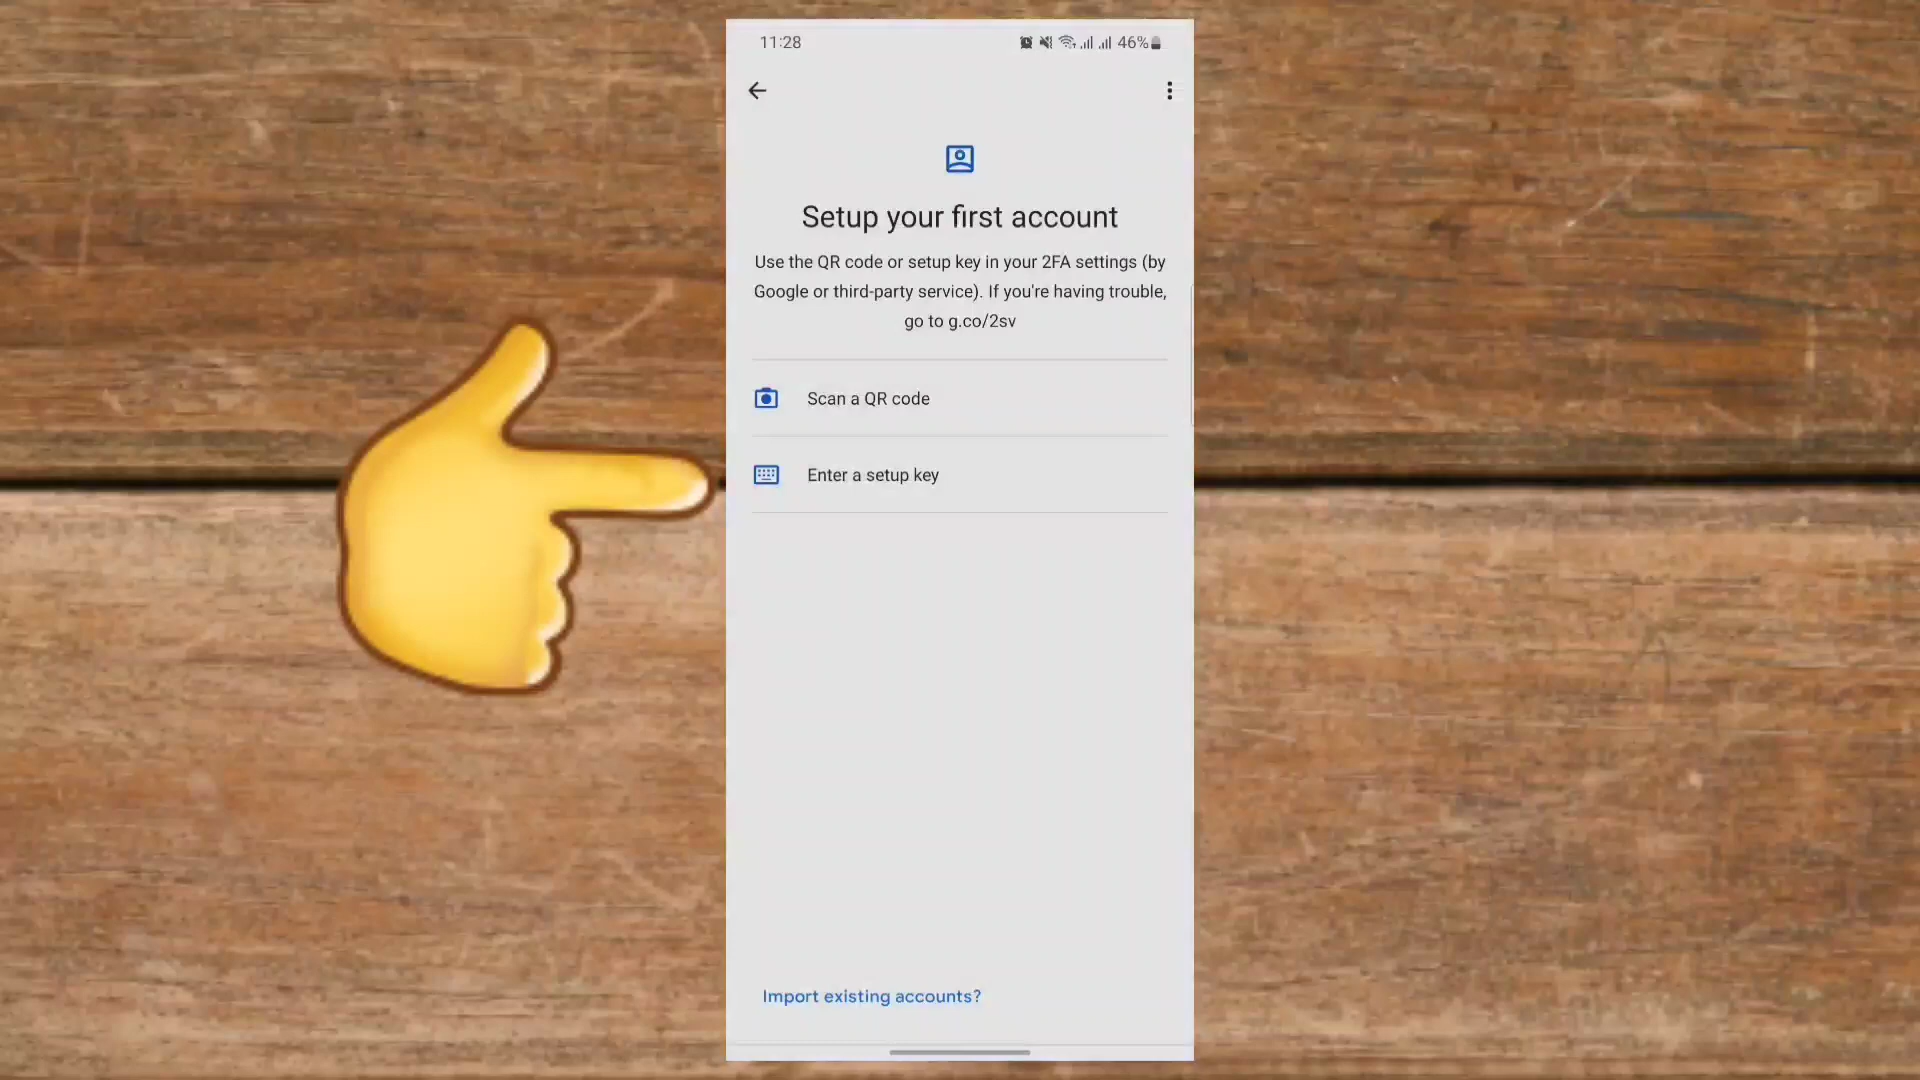 11:28
46%
Setup your first account
Use the QR code or setup key in your 2FA settings (by
Google or third-party service). If you're having trouble,
go to g.co/2sv
Scan a QR code
Enter a setup key
Import existing accounts?